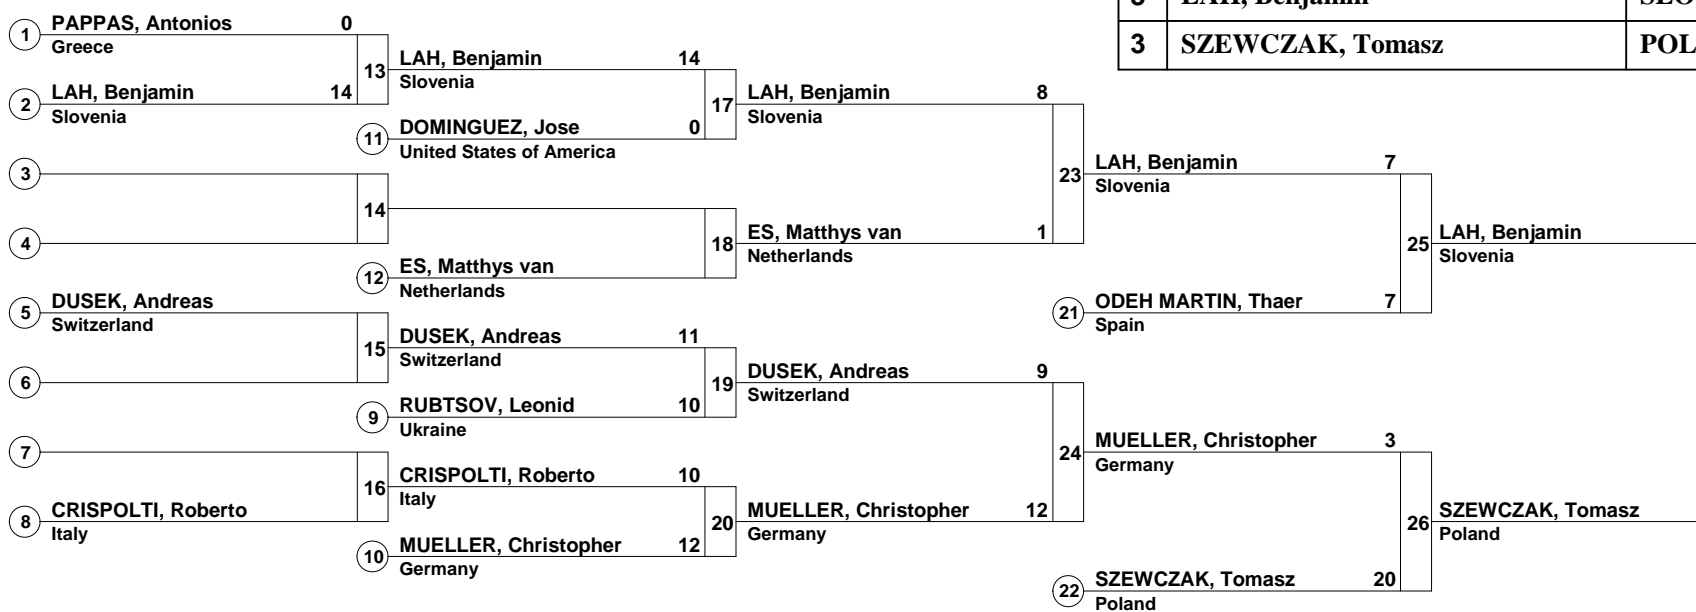 LAH, Benjamin
3 SZEWCZAK, Tomasz POL
1 PAPPAS, Antonios 0
Greece
13 LAH, Benjamin 14
Slovenia
2 LAH, Benjamin 14
Slovenia
17 LAH, Benjamin 8
Slovenia
11 DOMINGUEZ, Jose 0
United States of America
3
14
4
23 LAH, Benjamin 7
Slovenia
18 ES, Matthys van 1
Netherlands
12 ES, Matthys van
Netherlands
25 LAH, Benjamin
Slovenia
5 DUSEK, Andreas
Switzerland
21 ODEH MARTIN, Thaer 7
Spain
15 DUSEK, Andreas 11
Switzerland
6
19 DUSEK, Andreas 9
Switzerland
9 RUBTSOV, Leonid 10
Ukraine
7
24 MUELLER, Christopher 3
Germany
16 CRISPOLTI, Roberto 10
Italy
8 CRISPOLTI, Roberto
Italy
20 MUELLER, Christopher 12
Germany
26 SZEWCZAK, Tomasz
Poland
10 MUELLER, Christopher 12
Germany
22 SZEWCZAK, Tomasz 20
Poland